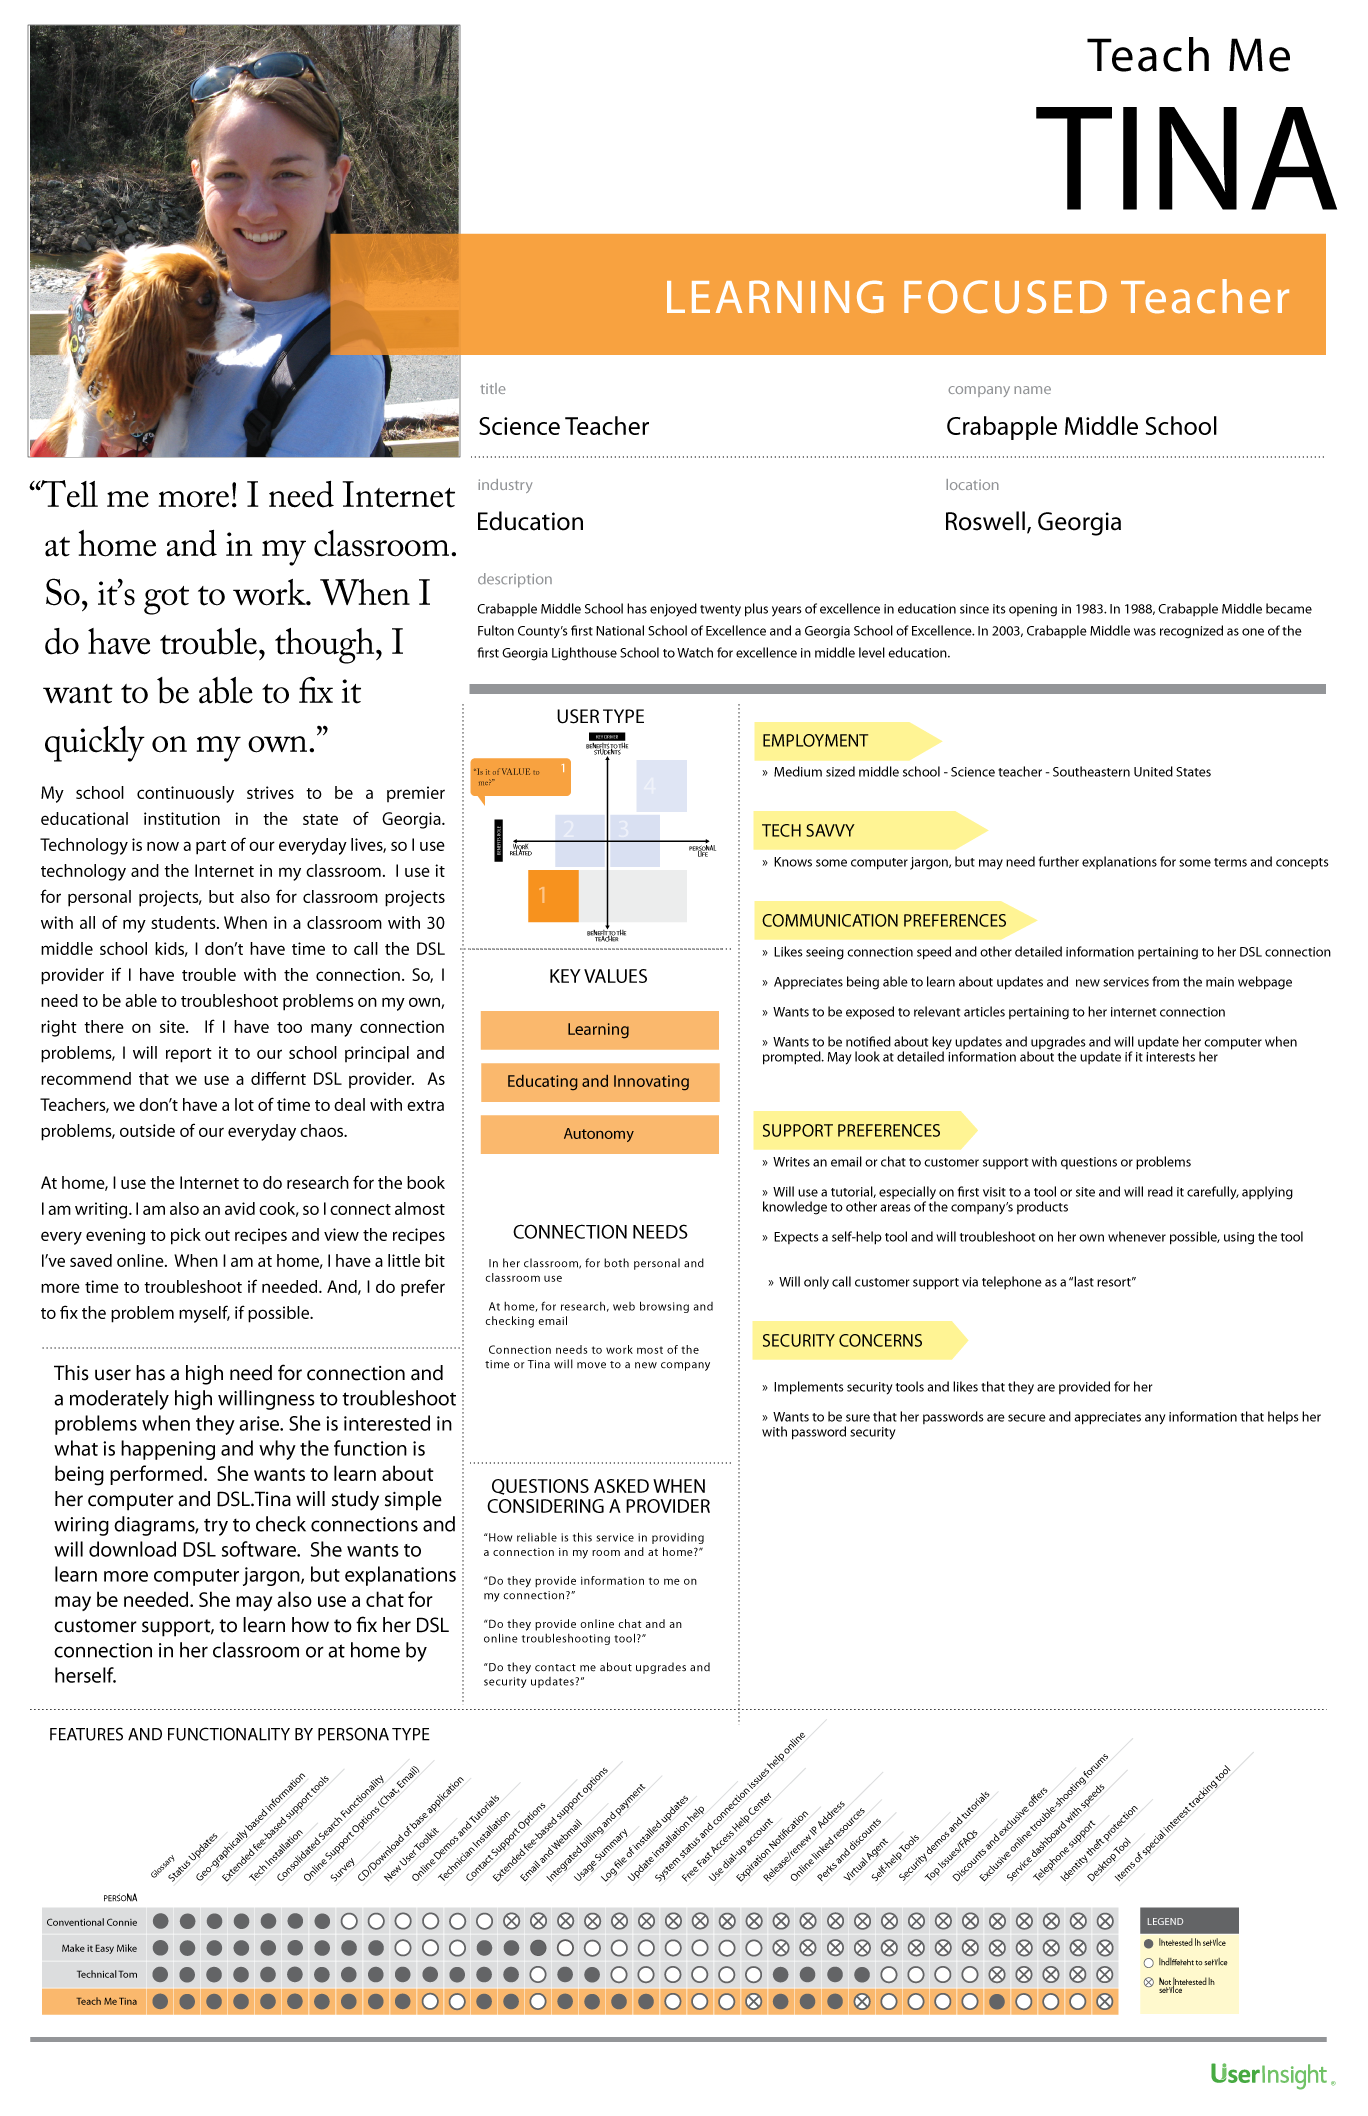 Teach Me
TINA
LEARNING FOCUSED Teacher
title
Science Teacher
company name
Crabapple Middle School
industry
Education
location
Roswell, Georgia
description
Crabapple Middle School has enjoyed twenty plus years of excellence in education since its opening in 1983. In 1988, Crabapple Middle became
Fulton County's first National School of Excellence and a Georgia School of Excellence. In 2003, Crabapple Middle was recognized as one of the
first Georgia Lighthouse School to Watch for excellence in middle level education.
“Tell me more! I need Internet
at home and in my classroom.
So, it's got to work. When I
do have trouble, though, I
want to be able to fix it
quickly on my own.”
My school continuously strives to be a premier
educational institution in the state of Georgia.
Technology is now a part of our everyday lives, so I use
technology and the Internet in my classroom. I use it
for personal projects, but also for classroom projects
with all of my students. When in a classroom with 30
middle school kids, I don't have time to call the DSL
provider if I have trouble with the connection. So, I
need to be able to troubleshoot problems on my own,
right there on site. If I have too many connection
problems, I will report it to our school principal and
recommend that we use a differnt DSL provider. As
Teachers, we don't have a lot of time to deal with extra
problems, outside of our everyday chaos.
At home, I use the Internet to do research for the book
I am writing. I am also an avid cook, so I connect almost
every evening to pick out recipes and view the recipes
I've saved online. When I am at home, I have a little bit
more time to troubleshoot if needed. And, I do prefer
to fix the problem myself, if possible.
This user has a high need for connection and
a moderately high willingness to troubleshoot
problems when they arise. She is interested in
what is happening and why the function is
being performed. She wants to learn about
her computer and DSL.Tina will study simple
wiring diagrams, try to check connections and
will download DSL software. She wants to
learn more computer jargon, but explanations
may be needed. She may also use a chat for
customer support, to learn how to fix her DSL
connection in her classroom or at home by
herself.
USER TYPE
KEY DRIVER
BENEFITS TO THE
STUDENTS
“Is it of VALUE to
me?”
1
4
2
3
WORK
RELATED
PERSONAL
LIFE
1
BENEFIT TO THE
TEACHER
KEY VALUES
Learning
Educating and Innovating
Autonomy
CONNECTION NEEDS
In her classroom, for both personal and
classroom use
At home, for research, web browsing and
checking email
Connection needs to work most of the
time or Tina will move to a new company
QUESTIONS ASKED WHEN
CONSIDERING A PROVIDER
“How reliable is this service in providing
a connection in my room and at home?”
“Do they provide information to me on
my connection?”
“Do they provide online chat and an
online troubleshooting tool?”
“Do they contact me about upgrades and
security updates?”
EMPLOYMENT
» Medium sized middle school - Science teacher - Southeastern United States
TECH SAVVY
» Knows some computer jargon, but may need further explanations for some terms and concepts
COMMUNICATION PREFERENCES
» Likes seeing connection speed and other detailed information pertaining to her DSL connection
» Appreciates being able to learn about updates and new services from the main webpage
» Wants to be exposed to relevant articles pertaining to her internet connection
» Wants to be notified about key updates and upgrades and will update her computer when
prompted. May look at detailed information about the update if it interests her
SUPPORT PREFERENCES
» Writes an email or chat to customer support with questions or problems
» Will use a tutorial, especially on first visit to a tool or site and will read it carefully, applying
knowledge to other areas of the company's products
» Expects a self-help tool and will troubleshoot on her own whenever possible, using the tool
» Will only call customer support via telephone as a “last resort”
SECURITY CONCERNS
» Implements security tools and likes that they are provided for her
» Wants to be sure that her passwords are secure and appreciates any information that helps her
with password security
FEATURES AND FUNCTIONALITY BY PERSONA TYPE
Glossary
Status Updates
Geo-graphically based information
Extended fee-based support tools
Tech Installation
Consolidated Search Functionality
Online Support Options (Chat, Email)
Survey
CD/Download of base application
New User Toolkit
Online Demos and Tutorials
Technician Installation
Contact Support Options
Extended fee-based support options
Email and Webmail
Integrated billing and payment
Usage Summary
Log file of installed updates
Update installation help
System status and connection issues help online
Free Fast Access Help Center
Use dial-up account
Expiration Notification
Release/renew IP Address
Online linked resources
Perks and discounts
Virtual Agent
Self-help Tools
Security demos and tutorials
Top Issues/FAQs
Discounts and exclusive offers
Exclusive online trouble-shooting forums
Service dashboard with speeds
Telephone support
Identity theft protection
Desktop Tool
Items of special interest tracking tool
PERSONA
Conventional Connie
Make it Easy Mike
Technical Tom
Teach Me Tina
LEGEND
Interested in service
Indifferent to service
Not Interested in
service
UserInsight